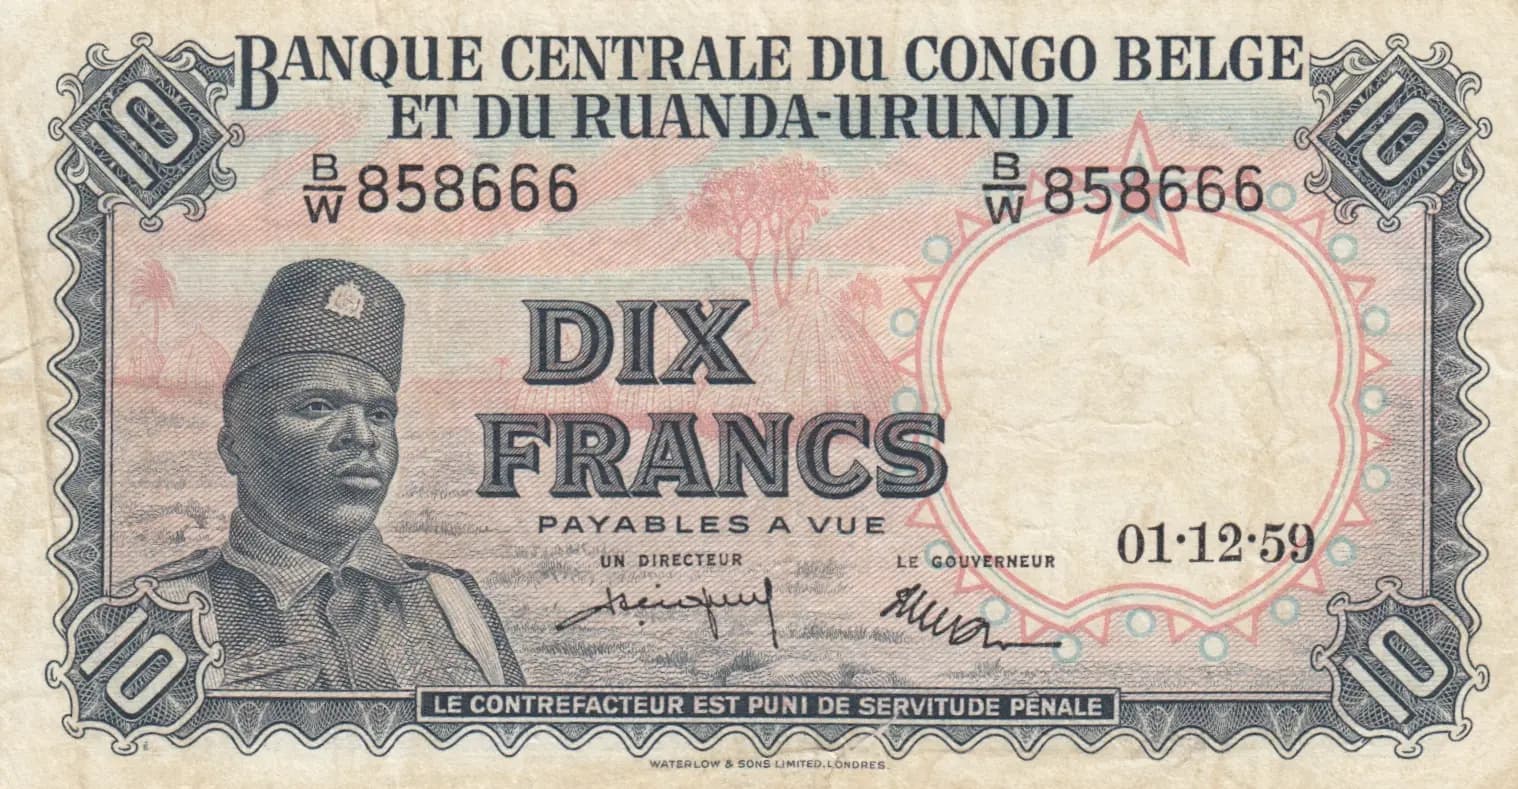 BANQUE CENTRALE DU CONGO BELGE
ET DU RUANDA-URUNDI
10
10
B/W 858666
B/W 858666
DIX
FRANCS
PAYABLES A VUE
UN DIRECTEUR
LE GOUVERNEUR
01·12·59
10
10
LE CONTREFACTEUR EST PUNI DE SERVITUDE PÉNALE
WATERLOW & SONS LIMITED, LONDRES.